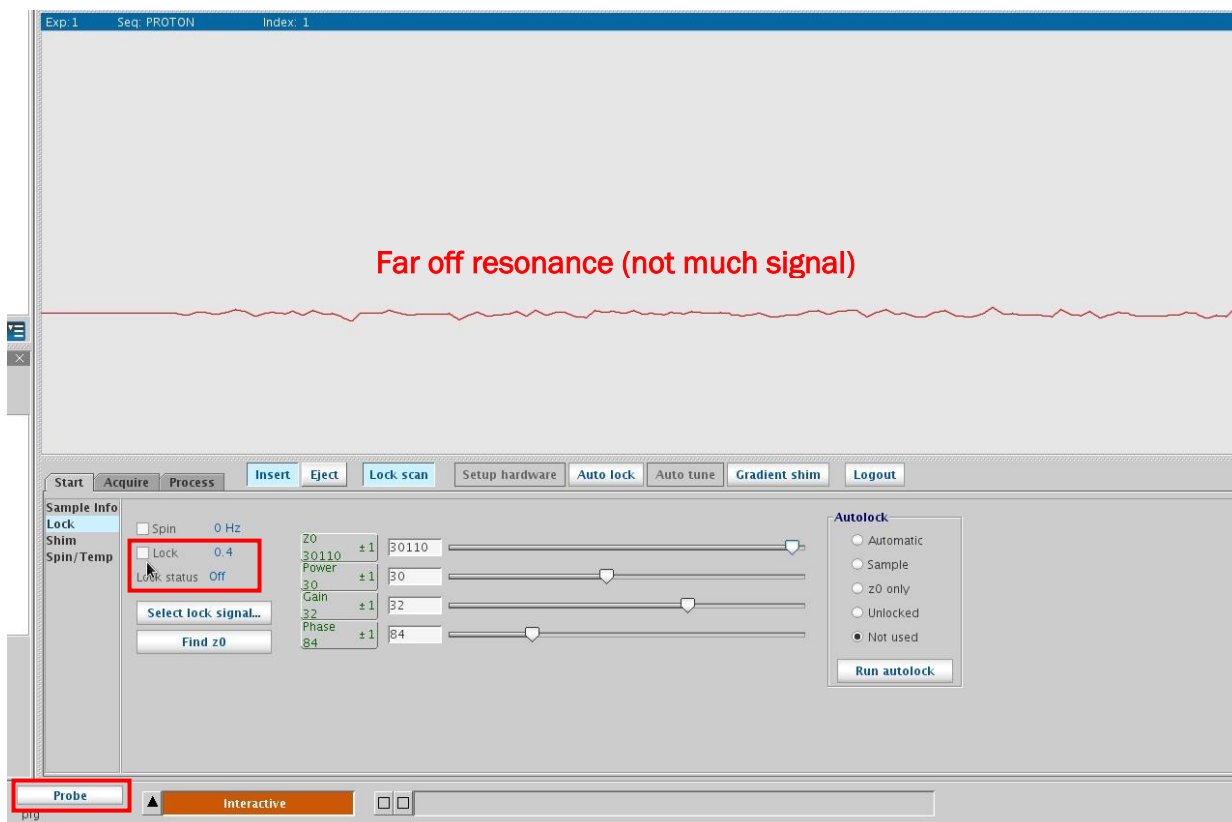 Exp:1 Seq: PROTON Index: 1
Far off resonance (not much signal)
Start Acquire Process Insert Eject Lock scan Setup hardware Auto lock Auto tune Gradient shim Logout
Sample Info
Lock
Shim
Spin/Temp
Spin 0 Hz
Lock 0.4
Lock status Off
Select lock signal...
Find z0
Z0 ±1 30110
30110
Power ±1 30
30
Gain ±1 32
32
Phase ±1 84
84
Autolock
Automatic
Sample
z0 only
Unlocked
Not used
Run autolock
Probe
Interactive